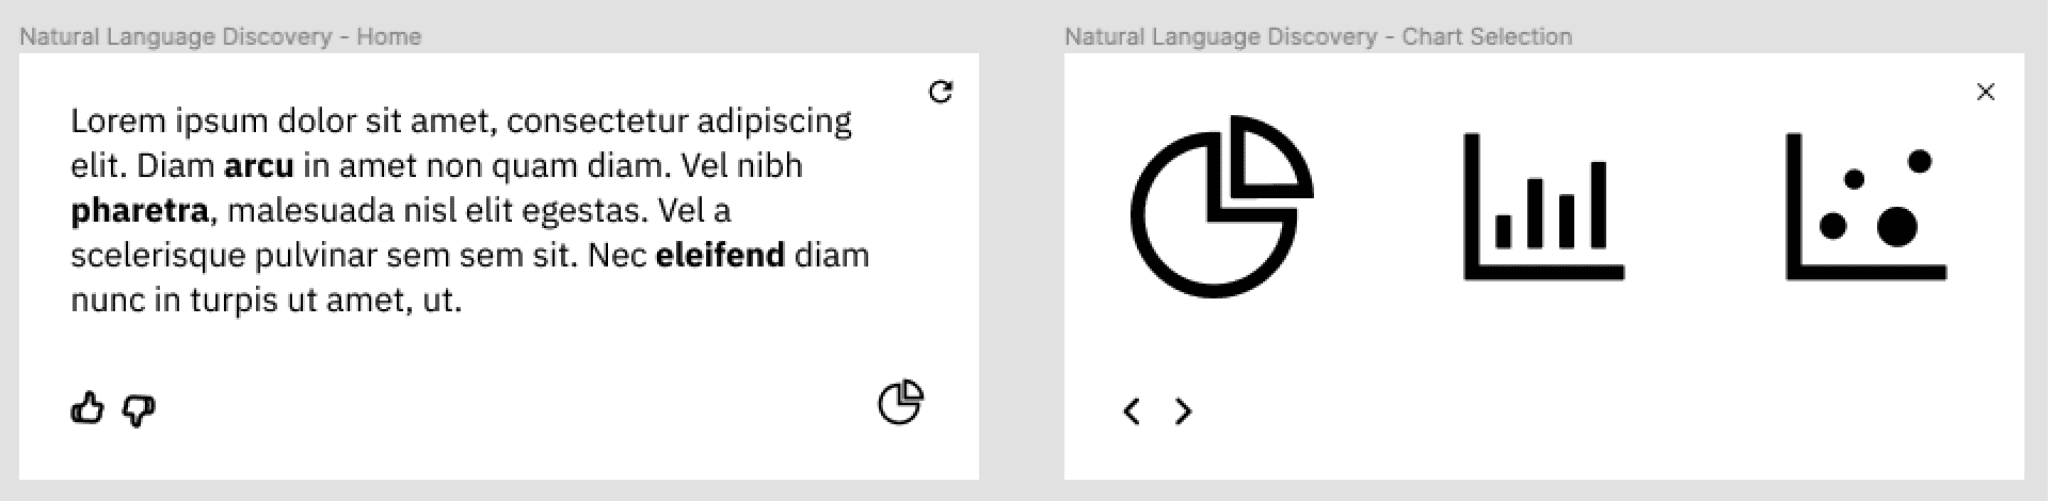 Natural Language Discovery - Home
Lorem ipsum dolor sit amet, consectetur adipiscing
elit. Diam arcu in amet non quam diam. Vel nibh
pharetra, malesuada nisl elit egestas. Vel a
scelerisque pulvinar sem sem sit. Nec eleifend diam
nunc in turpis ut amet, ut.
Natural Language Discovery - Chart Selection